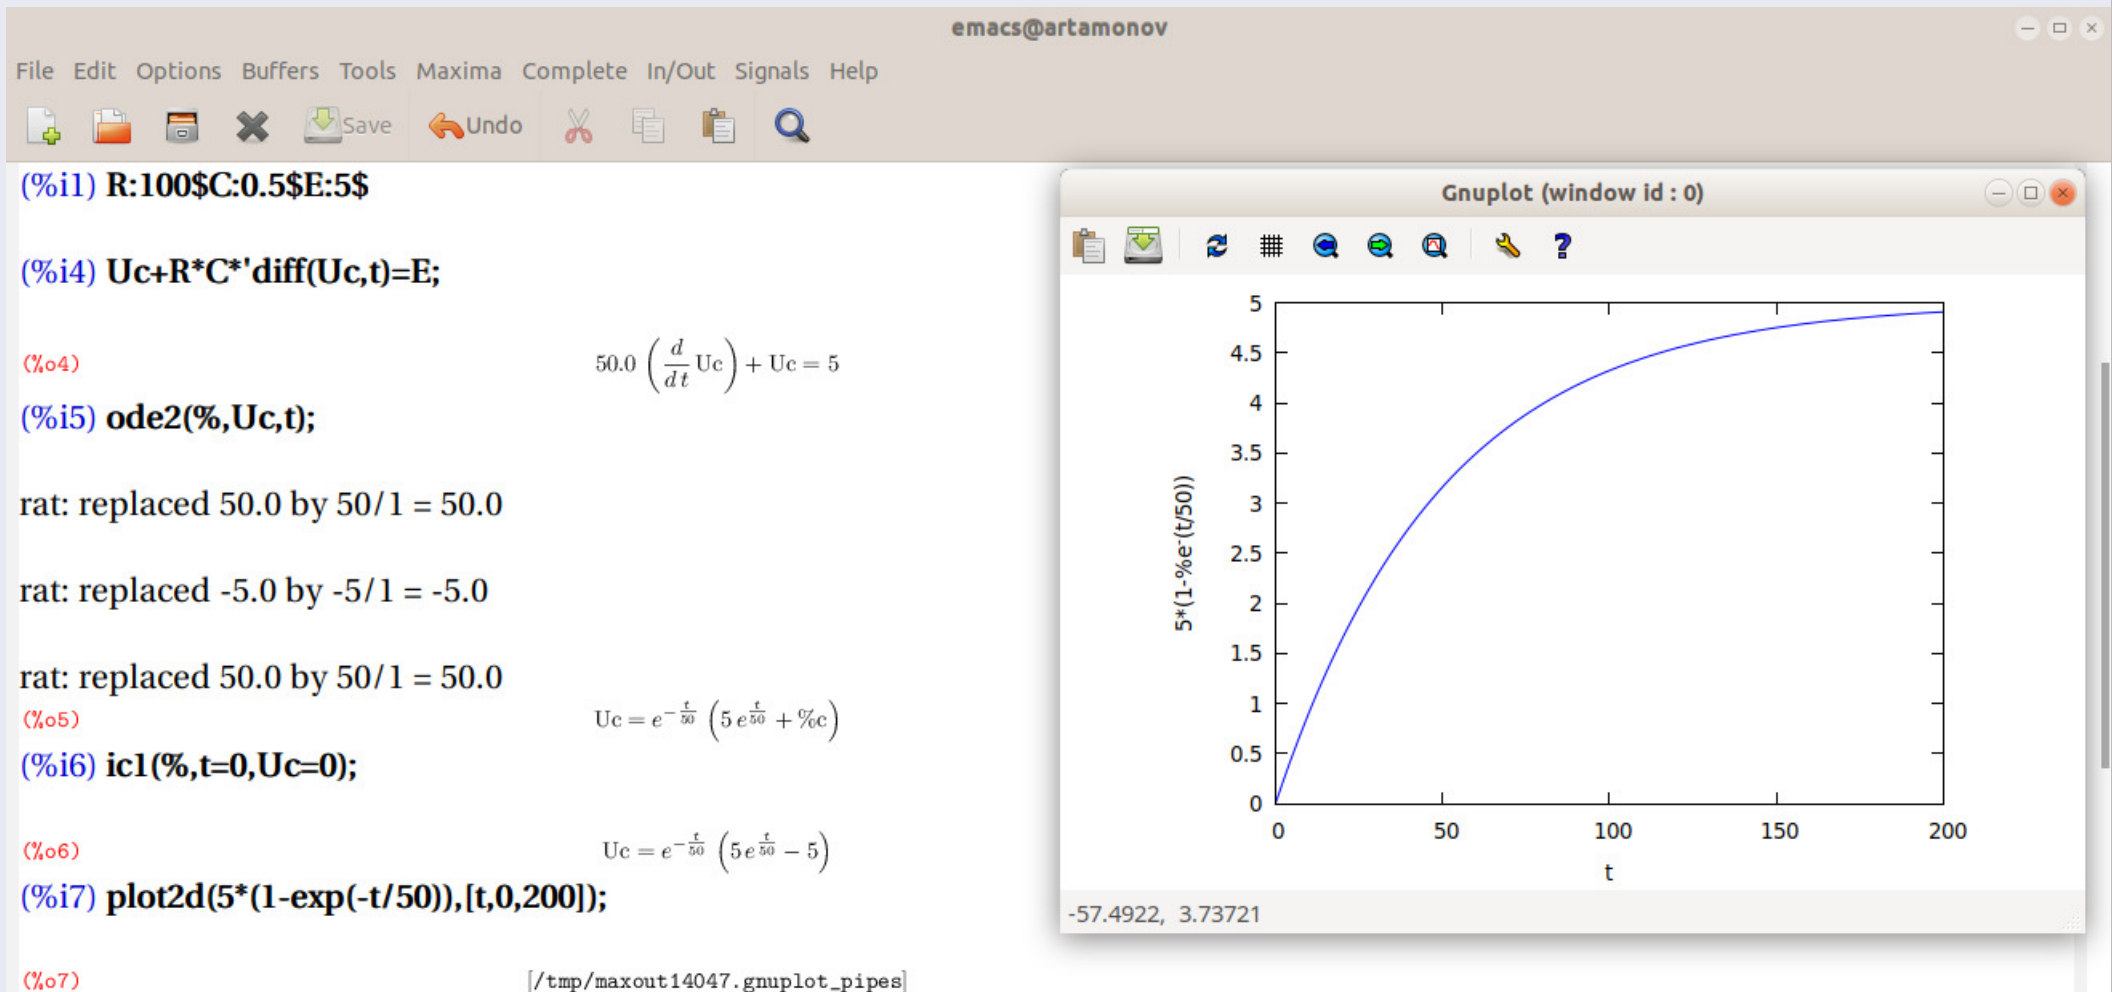 emacs@artamonov
File Edit Options Buffers Tools Maxima Complete In/Out Signals Help
Save Undo
(%i1) R:100$C:0.5$E:5$
(%i4) Uc+R*C*'diff(Uc,t)=E;
(%o4) 50.0 (d/dt Uc) + Uc = 5
(%i5) ode2(%,Uc,t);
rat: replaced 50.0 by 50/1 = 50.0
rat: replaced -5.0 by -5/1 = -5.0
rat: replaced 50.0 by 50/1 = 50.0
(%o5) Uc = e^(-t/50) (5 e^(t/50) + %c)
(%i6) ic1(%,t=0,Uc=0);
(%o6) Uc = e^(-t/50) (5 e^(t/50) − 5)
(%i7) plot2d(5*(1-exp(-t/50)),[t,0,200]);
(%o7) [/tmp/maxout14047.gnuplot_pipes]
Gnuplot (window id : 0)
5*(1-%e^-(t/50))
5
4.5
4
3.5
3
2.5
2
1.5
1
0.5
0
0 50 100 150 200
t
-57.4922, 3.73721